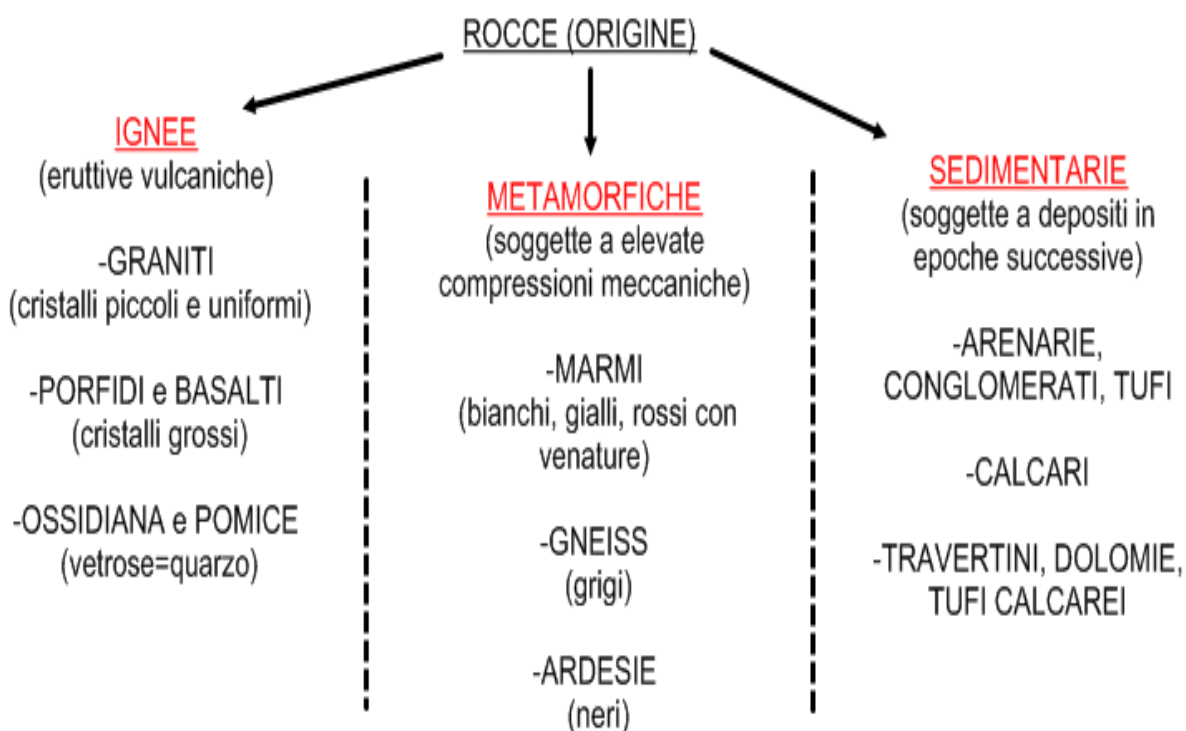 ROCCE (ORIGINE)
IGNEE
(eruttive vulcaniche)
-GRANITI
(cristalli piccoli e uniformi)
-PORFIDI e BASALTI
(cristalli grossi)
-OSSIDIANA e POMICE
(vetrose=quarzo)
METAMORFICHE
(soggette a elevate
compressioni meccaniche)
-MARMI
(bianchi, gialli, rossi con
venature)
-GNEISS
(grigi)
-ARDESIE
(neri)
SEDIMENTARIE
(soggette a depositi in
epoche successive)
-ARENARIE,
CONGLOMERATI, TUFI
-CALCARI
-TRAVERTINI, DOLOMIE,
TUFI CALCAREI